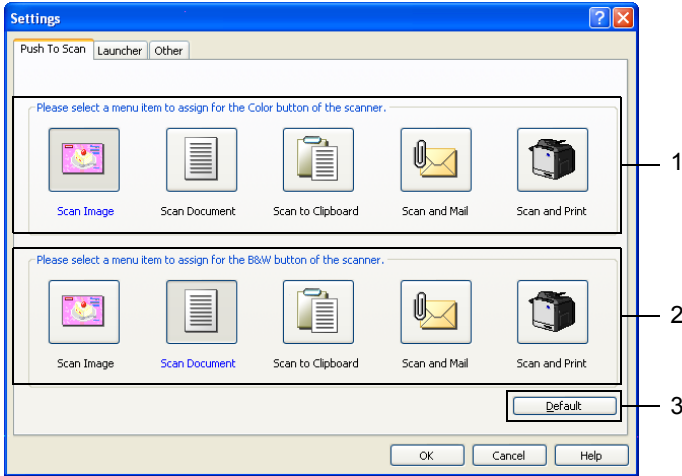 Settings
Push To Scan Launcher Other
Please select a menu item to assign for the Color button of the scanner.
1
Scan Image Scan Document Scan to Clipboard Scan and Mail Scan and Print
Please select a menu item to assign for the B&W button of the scanner.
2
Scan Image Scan Document Scan to Clipboard Scan and Mail Scan and Print
Default 3
OK Cancel Help